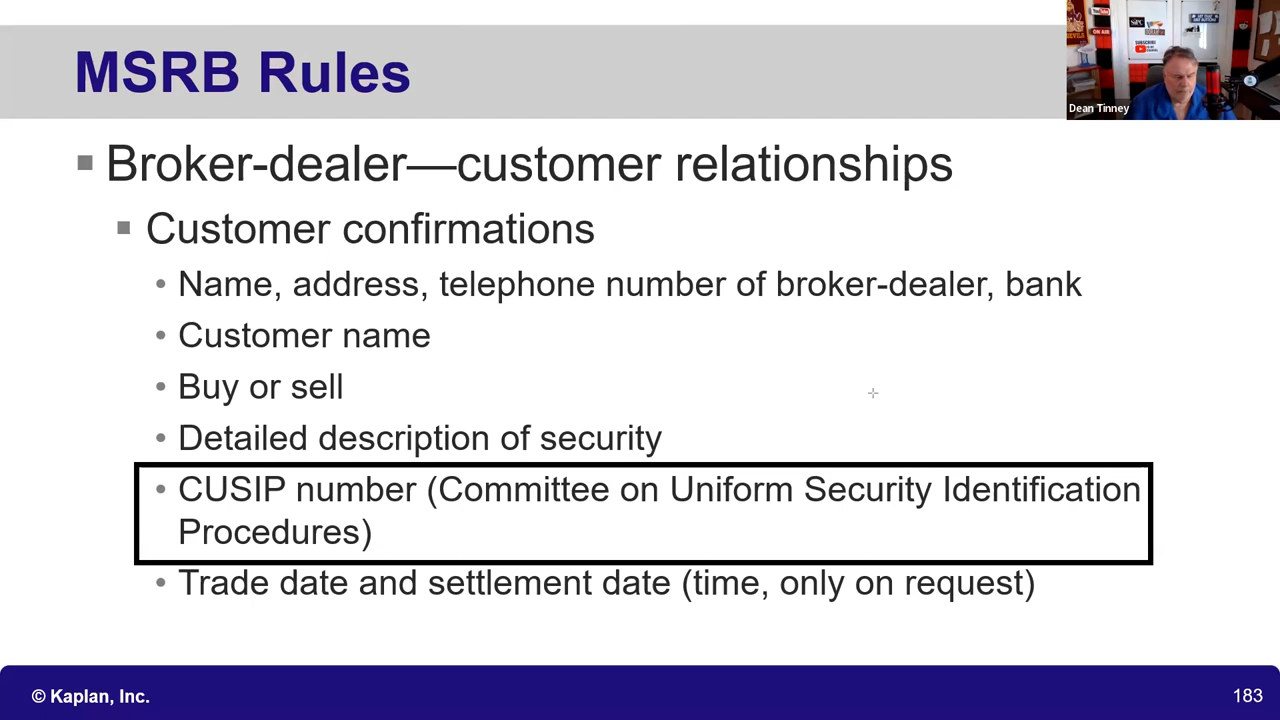 MSRB Rules
Dean Tinney
Broker-dealer—customer relationships
Customer confirmations
Name, address, telephone number of broker-dealer, bank
Customer name
Buy or sell
Detailed description of security
CUSIP number (Committee on Uniform Security Identification
Procedures)
Trade date and settlement date (time, only on request)
© Kaplan, Inc.
183